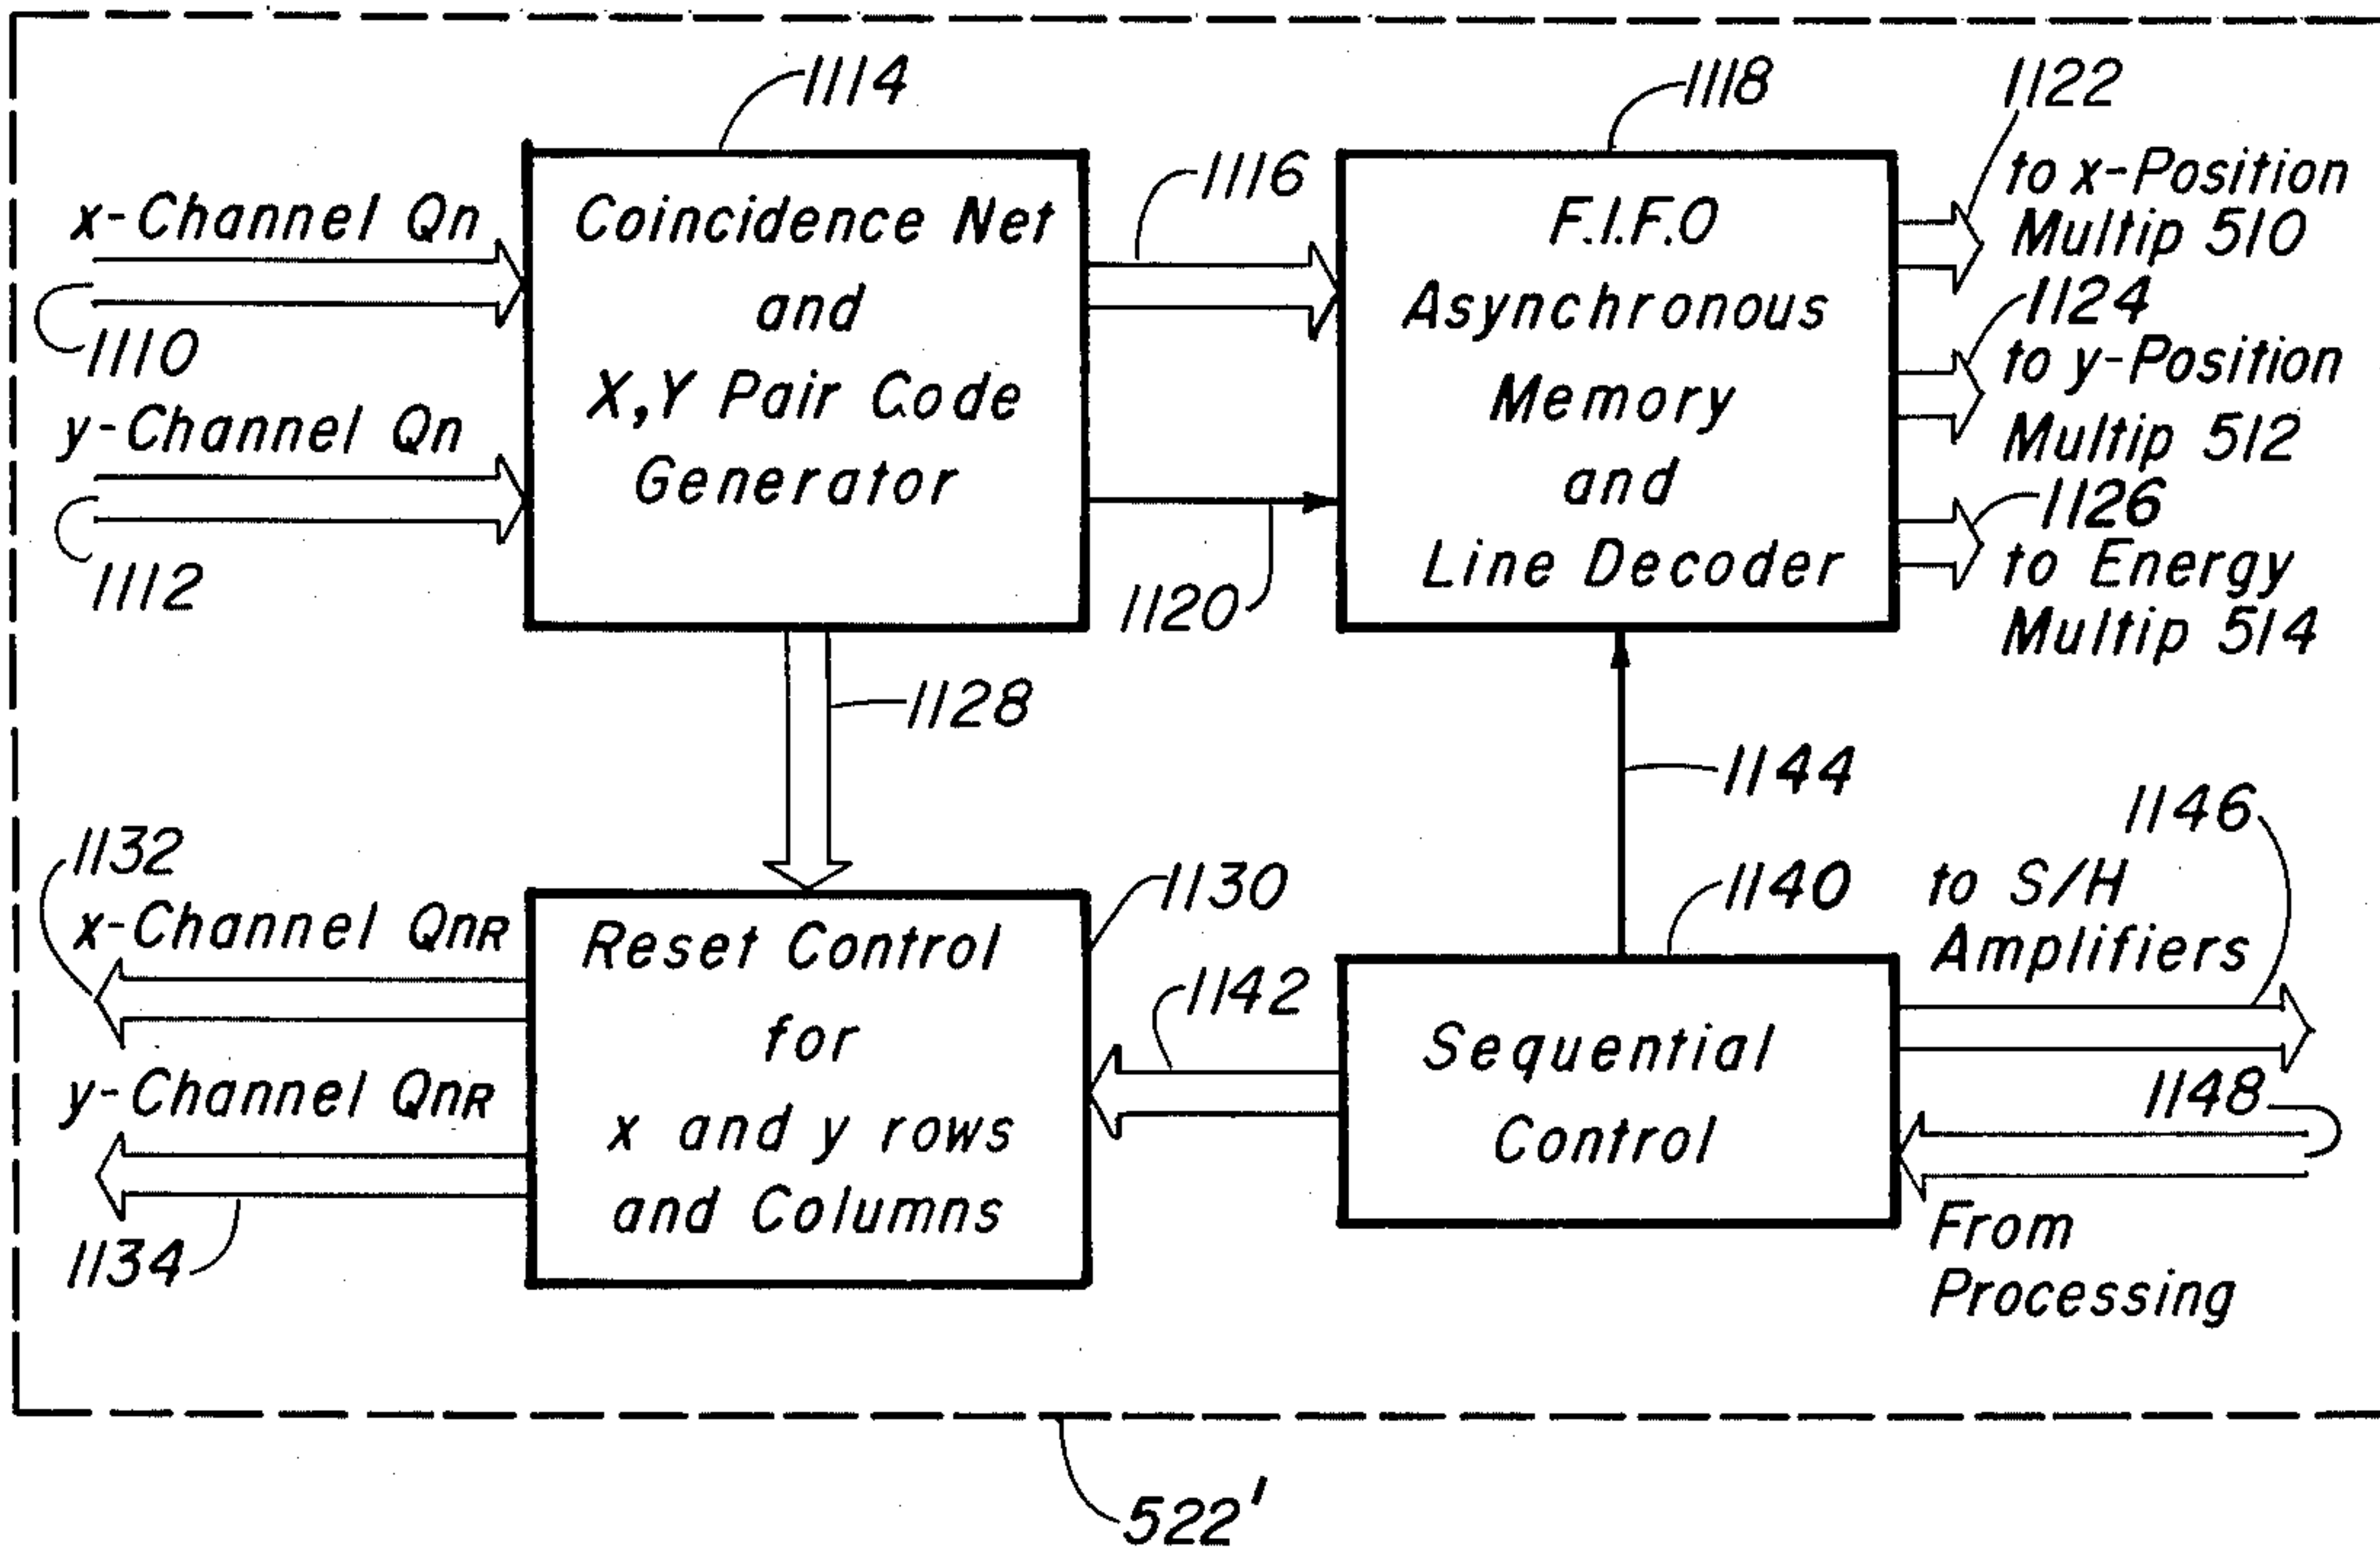 1114
1118
1122
x-Channel Qn
1110
y-Channel Qn
1112
Coincidence Net
and
X,Y Pair Code
Generator
1116
1120
F.I.F.O
Asynchronous
Memory
and
Line Decoder
to x-Position
Multip 510
1124
to y-Position
Multip 512
1126
to Energy
Multip 514
1128
1144
1132
x-Channel QnR
y-Channel QnR
1134
1130
Reset Control
for
x and y rows
and Columns
1142
1140
Sequential
Control
1146
to S/H
Amplifiers
1148
From
Processing
522'